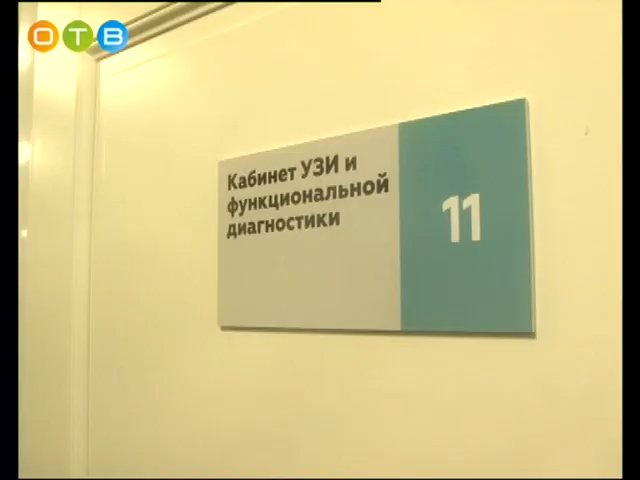 ОТВ
Кабинет УЗИ и
функциональной
диагностики
11